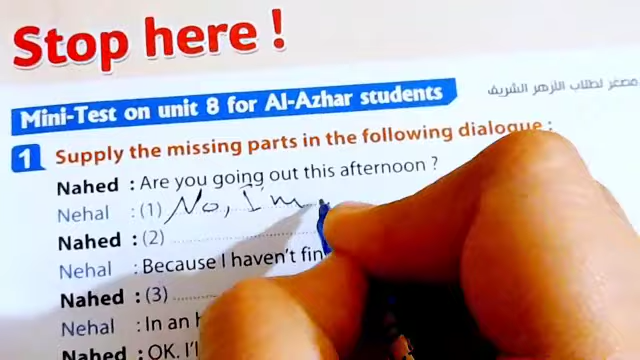 Stop here !
Mini-Test on unit 8 for Al-Azhar students
مصغر لطلاب الأزهر الشريف
1 Supply the missing parts in the following dialogue :
Nahed : Are you going out this afternoon ?
Nehal : (1) No, I'm
Nahed : (2)
Nehal : Because I haven't fin
Nahed : (3)
Nehal : In an
Nahed : OK. I'l